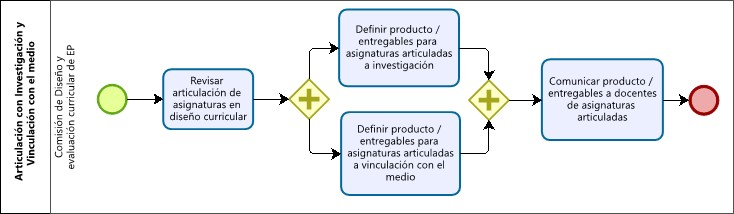 Articulación con Investigación y
Vinculación con el medio
Comisión de Diseño y
evaluación curricular de EP
Revisar
articulación de
asignaturas en
diseño curricular
Definir producto /
entregables para
asignaturas articuladas
a investigación
Definir producto /
entregables para
asignaturas articuladas
a vinculación con el
medio
Comunicar producto /
entregables a docentes
de asignaturas
articuladas